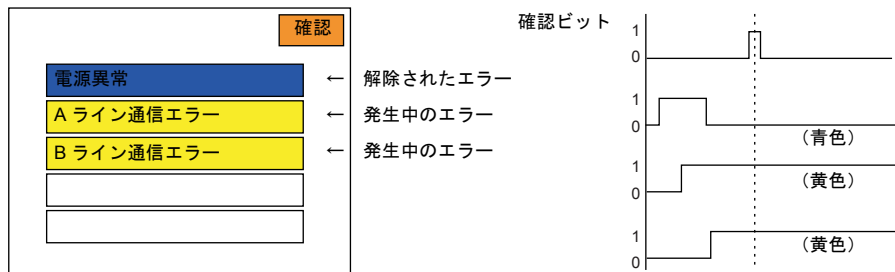 確認
電源異常 ← 解除されたエラー
A ライン通信エラー ← 発生中のエラー
B ライン通信エラー ← 発生中のエラー
確認ビット
1
0
1
0
(青色)
1
0
(黄色)
1
0
(黄色)